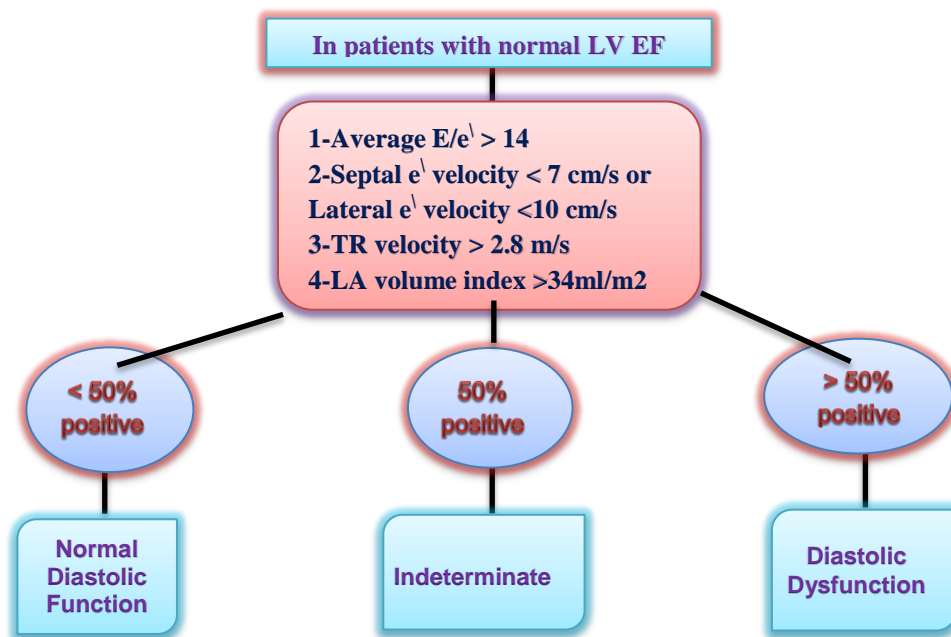 In patients with normal LV EF
1-Average E/e\ > 14
2-Septal e\ velocity < 7 cm/s or
Lateral e\ velocity <10 cm/s
3-TR velocity > 2.8 m/s
4-LA volume index >34ml/m2
< 50%
positive
50%
positive
> 50%
positive
Normal
Diastolic
Function
Indeterminate
Diastolic
Dysfunction